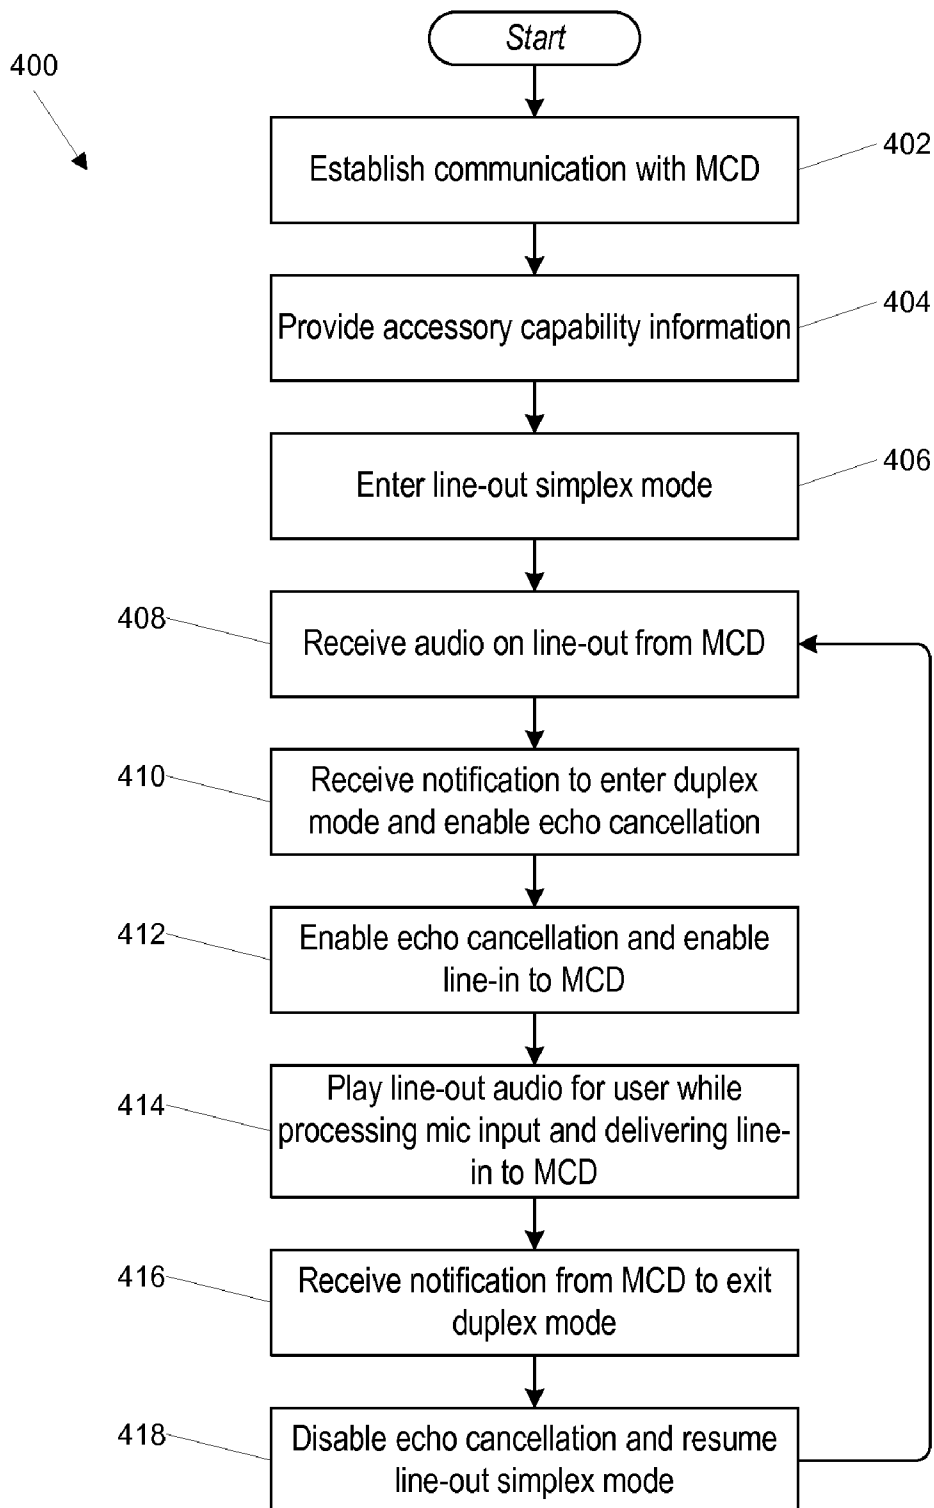 Start
400
Establish communication with MCD
402
Provide accessory capability information
404
Enter line-out simplex mode
406
408
Receive audio on line-out from MCD
410
Receive notification to enter duplex
mode and enable echo cancellation
412
Enable echo cancellation and enable
line-in to MCD
414
Play line-out audio for user while
processing mic input and delivering line-
in to MCD
416
Receive notification from MCD to exit
duplex mode
418
Disable echo cancellation and resume
line-out simplex mode